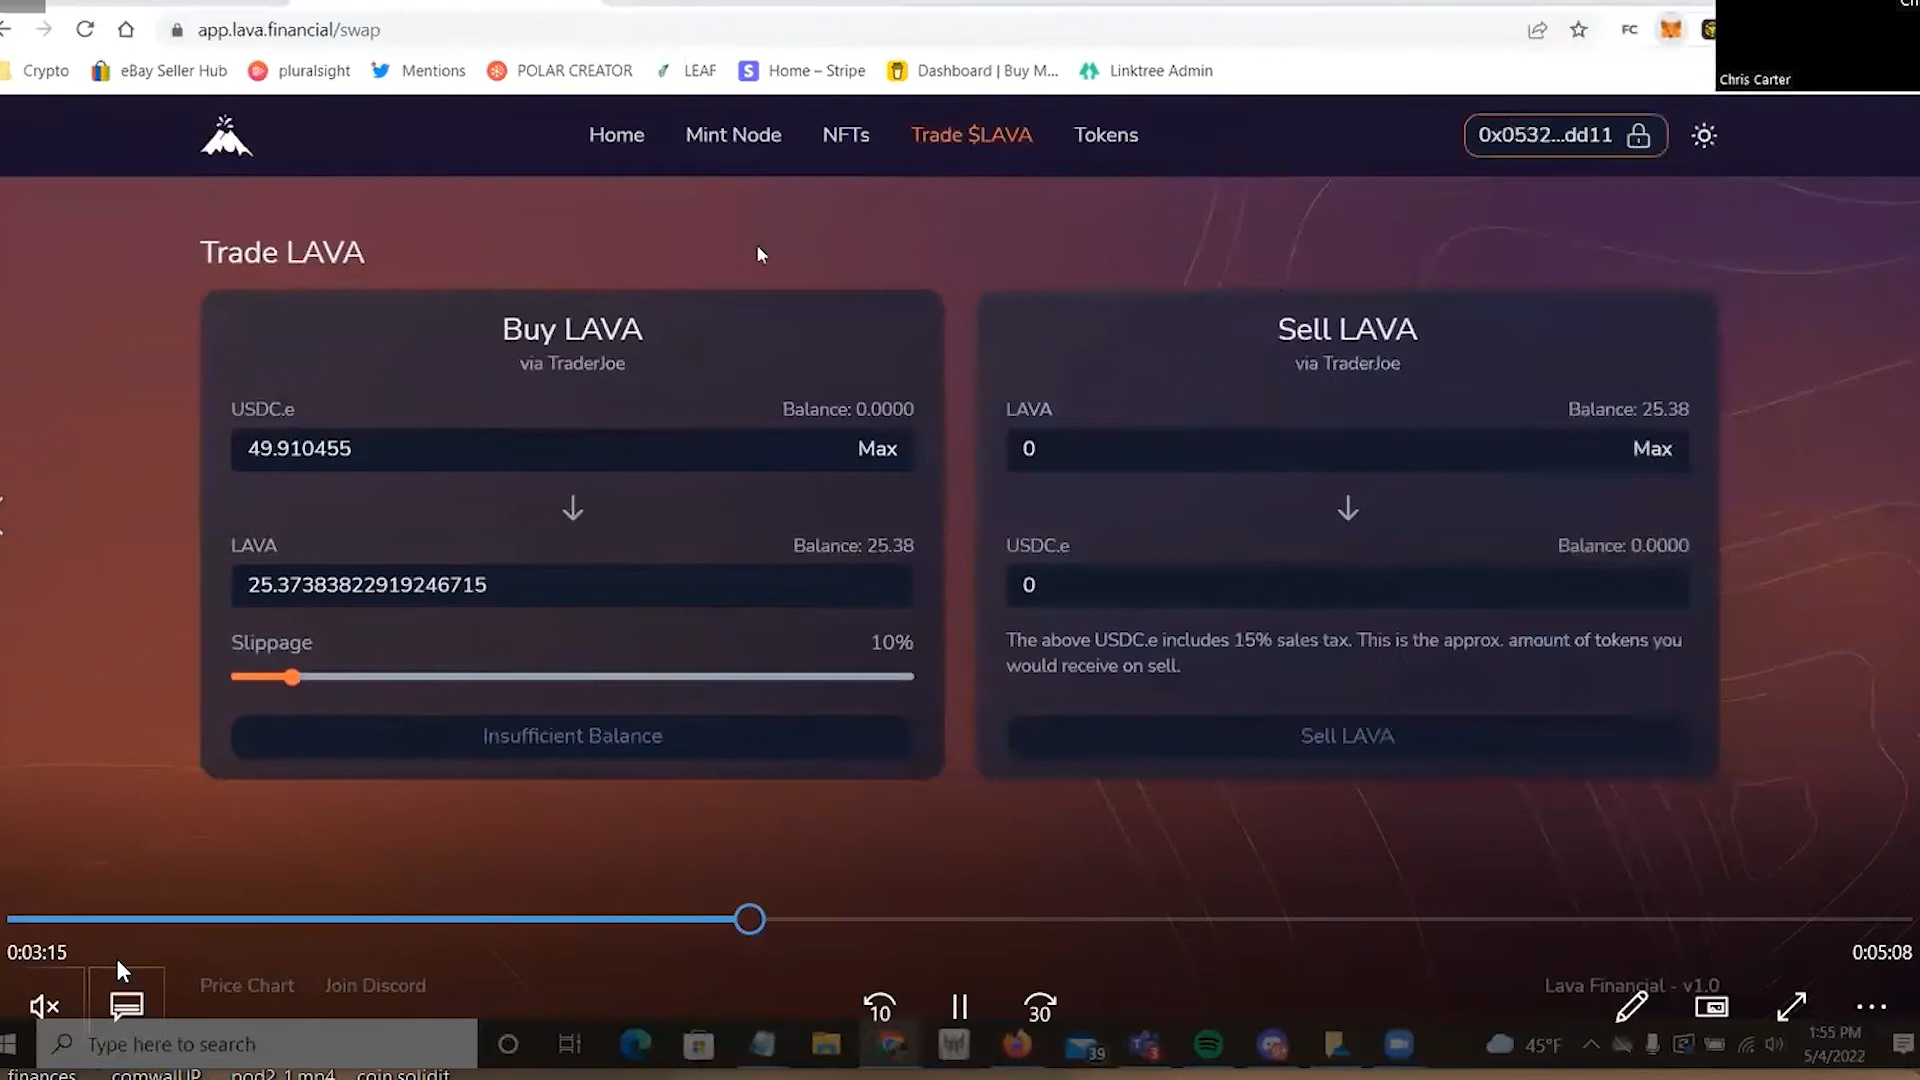 app.lava.financial/swap
FC
Crypto
eBay Seller Hub
pluralsight
Mentions
POLAR CREATOR
LEAF
S
Home – Stripe
Dashboard | Buy M...
Linktree Admin
Chris Carter
Home
Mint Node
NFTs
Trade $LAVA
Tokens
0x0532...dd11
Trade LAVA
Buy LAVA
via TraderJoe
USDC.e
Balance: 0.0000
49.910455
Max
LAVA
Balance: 25.38
25.37383822919246715
Slippage
10%
Insufficient Balance
Sell LAVA
via TraderJoe
LAVA
Balance: 25.38
0
Max
USDC.e
Balance: 0.0000
0
The above USDC.e includes 15% sales tax. This is the approx. amount of tokens you
would receive on sell.
Sell LAVA
0:03:15
0:05:08
Price Chart
Join Discord
Lava Financial - v1.0
10
30
Type here to search
39
3
45°F
1:55 PM
5/4/2022
finances
pod2_1.mp4